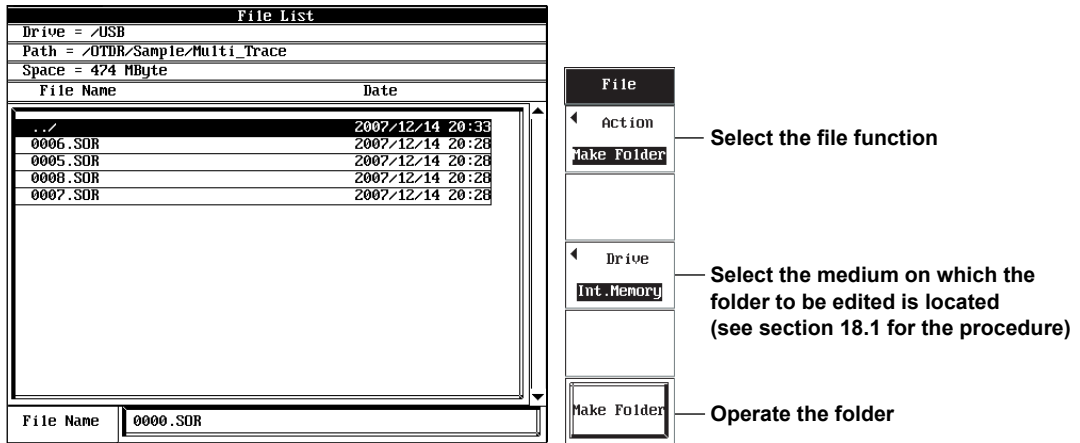 File List
Drive = /USB
Path = /OTDR/Sample/Multi_Trace
Space = 474 MByte
File Name Date
../ 2007/12/14 20:33
0006.SOR 2007/12/14 20:28
0005.SOR 2007/12/14 20:28
0008.SOR 2007/12/14 20:28
0007.SOR 2007/12/14 20:28
File Name 0000.SOR
File
Action
Make Folder
Select the file function
Drive
Int.Memory
Select the medium on which the
folder to be edited is located
(see section 18.1 for the procedure)
Make Folder
Operate the folder